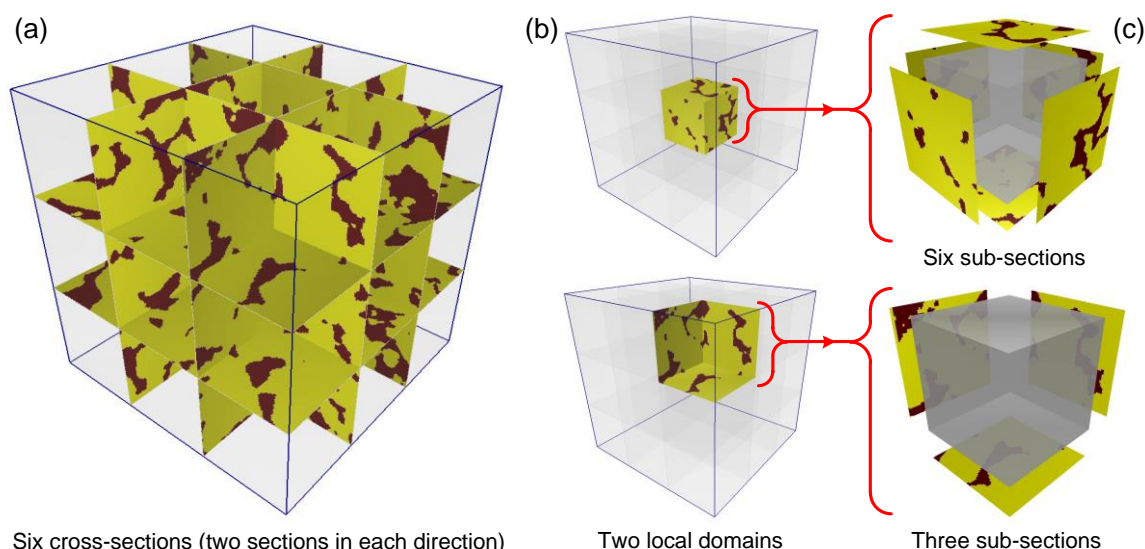 (a)
(b)
(c)
Six sub-sections
Six cross-sections (two sections in each direction)
Two local domains
Three sub-sections